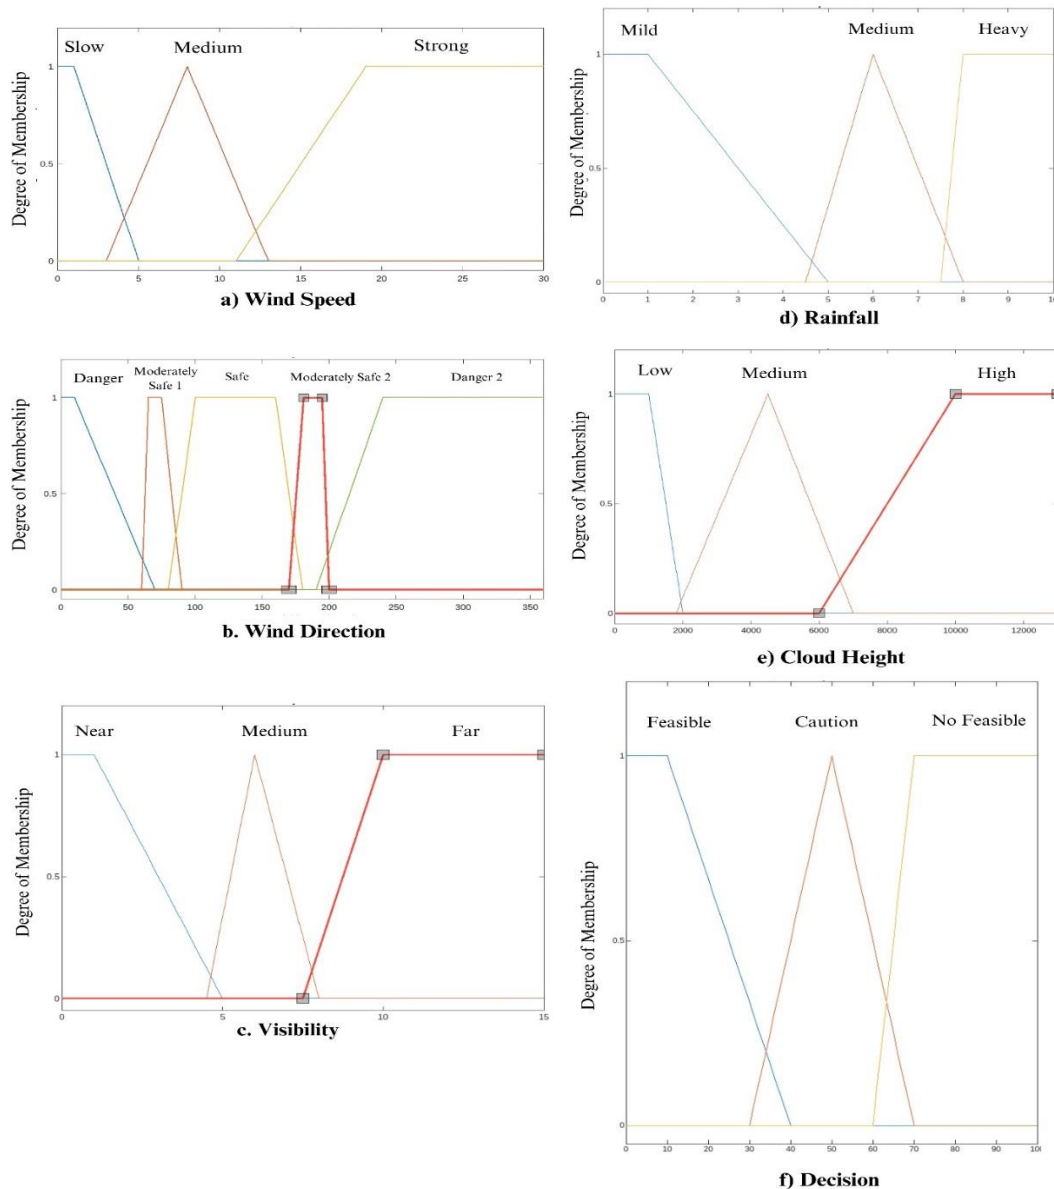 Slow Medium Strong
Degree of Membership
1
0.5
0
0 5 10 15 20 25 30
a) Wind Speed
Mild Medium Heavy
Degree of Membership
1
0.5
0
0 1 2 3 4 5 6 7 8 9 10
d) Rainfall
Danger Moderately Safe 1 Safe Moderately Safe 2 Danger 2
Degree of Membership
1
0.5
0
0 50 100 150 200 250 300 350
b. Wind Direction
Low Medium High
Degree of Membership
1
0.5
0
0 2000 4000 6000 8000 10000 12000
e) Cloud Height
Near Medium Far
Degree of Membership
1
0.5
0
0 5 10 15
c. Visibility
Feasible Caution No Feasible
Degree of Membership
1
0.5
0
0 10 20 30 40 50 60 70 80 90 100
f) Decision